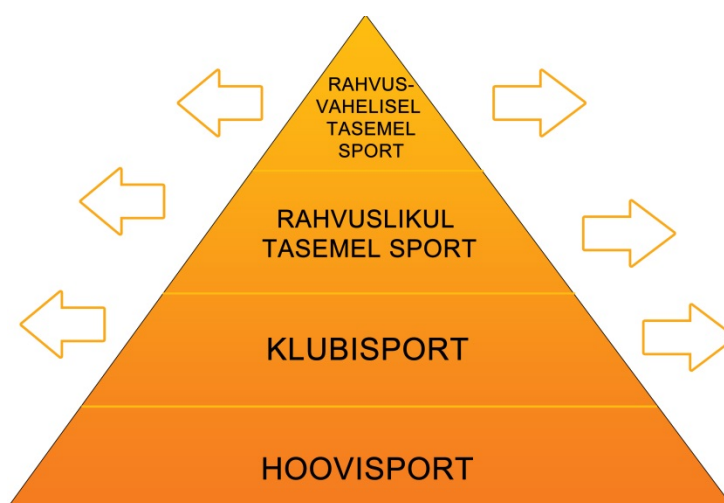 RAHVUS-
VAHELISEL
TASEMEL
SPORT
RAHVUSLIKUL
TASEMEL SPORT
KLUBISPORT
HOOVISPORT